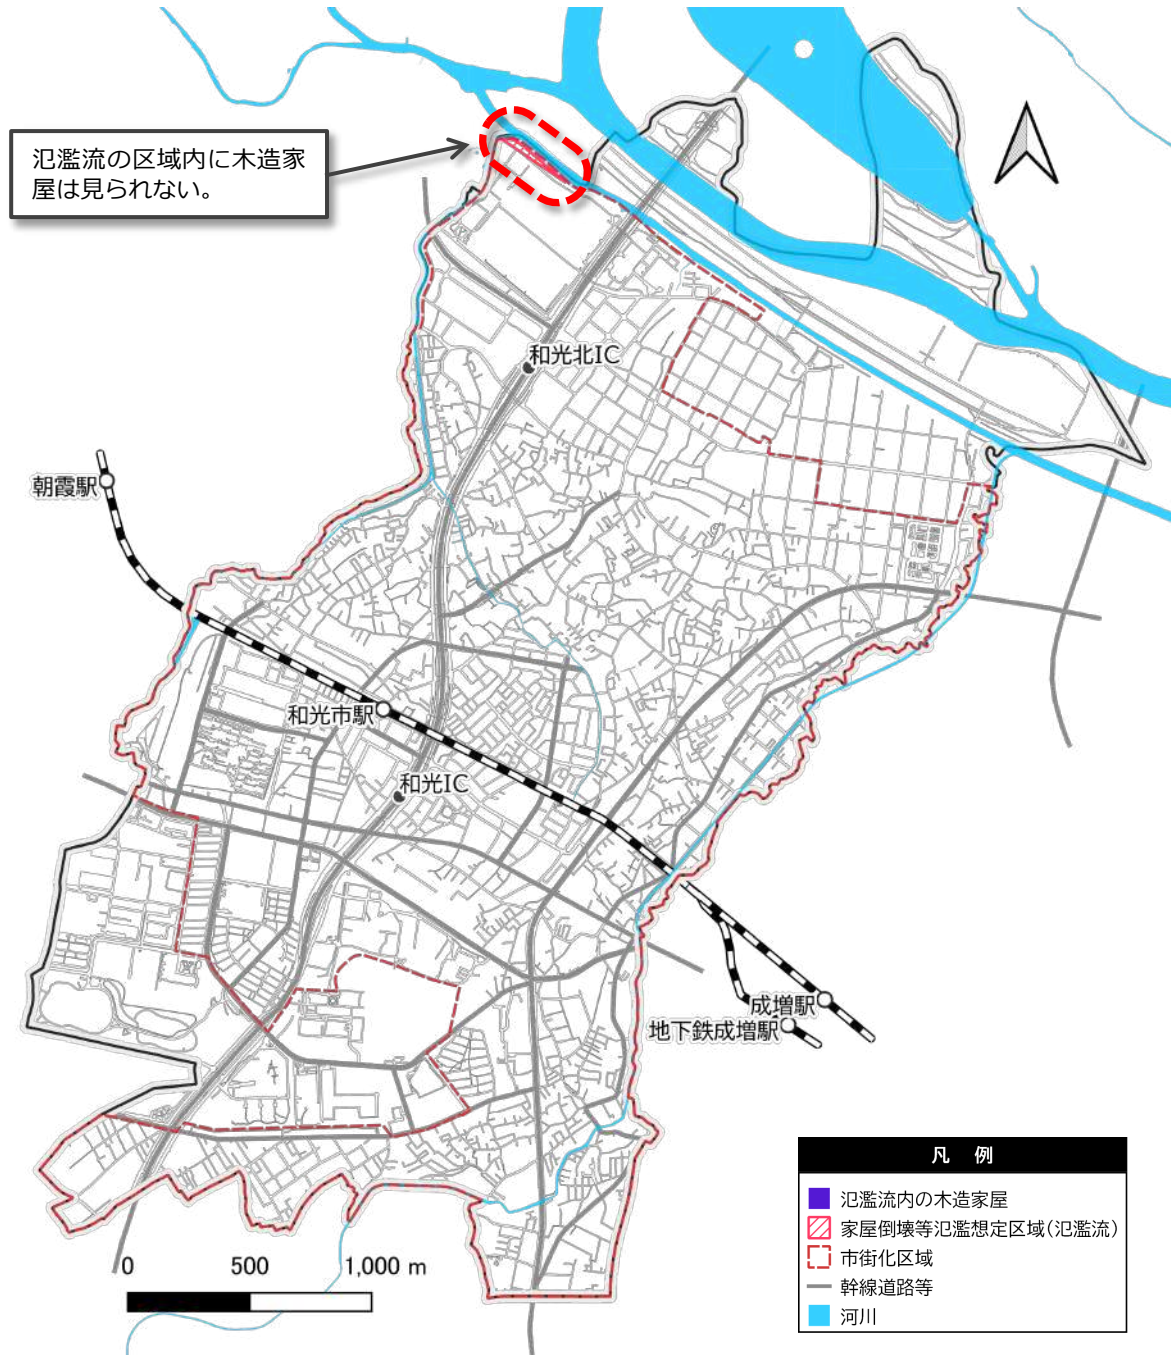 氾濫流の区域内に木造家
屋は見られない。
和光北IC
朝霞駅
和光市駅
和光IC
成増駅
地下鉄成増駅
凡 例
氾濫流内の木造家屋
家屋倒壊等氾濫想定区域(氾濫流)
市街化区域
幹線道路等
河川
0 500 1,000 m